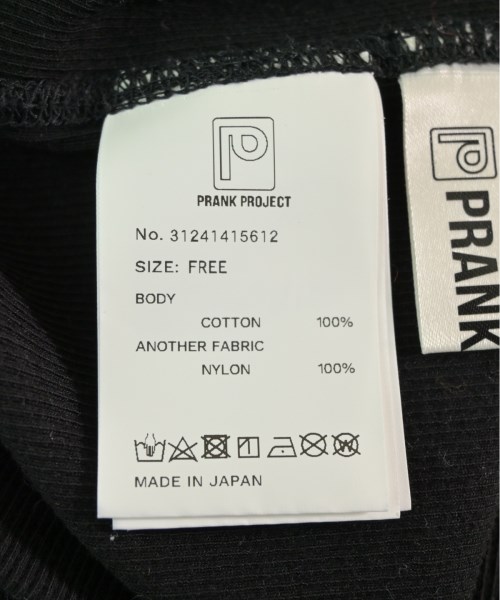 PRANK PROJECT
No. 31241415612
SIZE: FREE
BODY
COTTON 100%
ANOTHER FABRIC
NYLON 100%
MADE IN JAPAN
PRANK